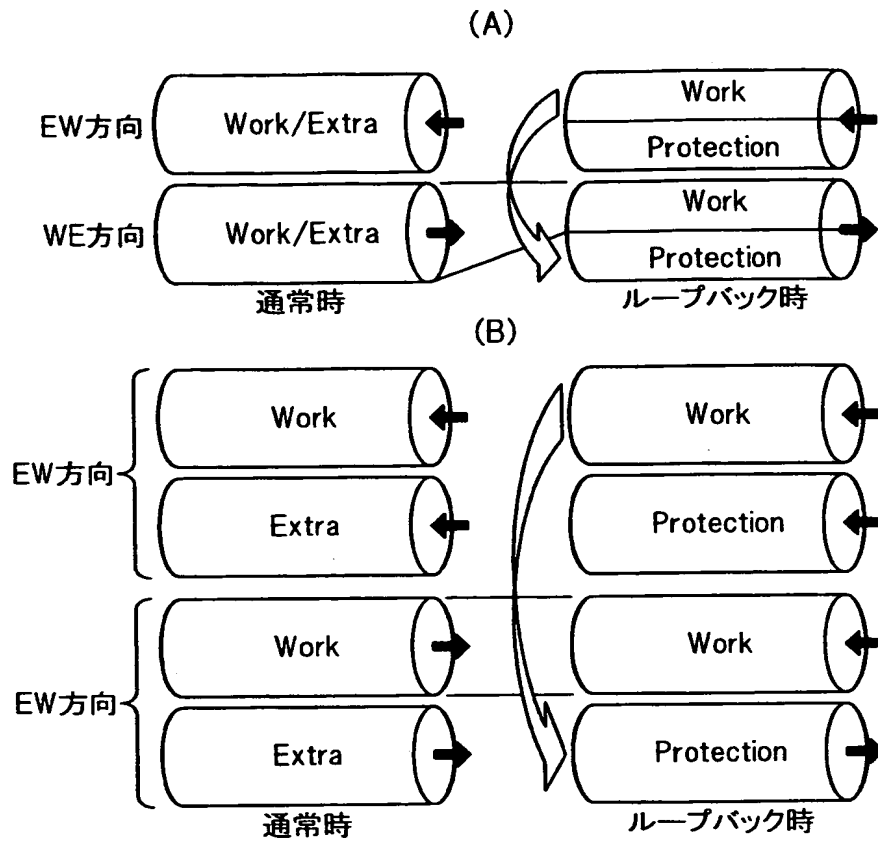 (A)
EW方向
Work/Extra
Work
Protection
WE方向
Work/Extra
Work
Protection
通常時
ループバック時
(B)
EW方向
Work
Work
Extra
Protection
EW方向
Work
Work
Extra
Protection
通常時
ループバック時